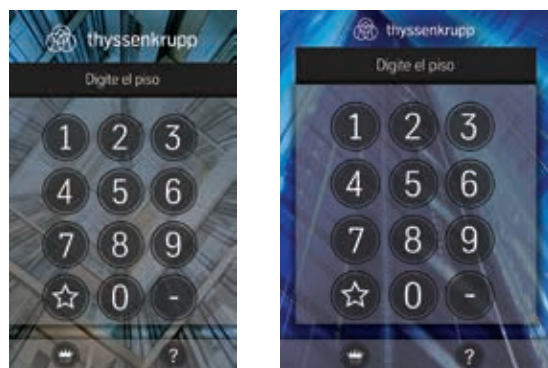 thyssenkrupp
Digite el piso
1 2 3
4 5 6
7 8 9
0 -
?
thyssenkrupp
Digite el piso
1 2 3
4 5 6
7 8 9
0 -
?